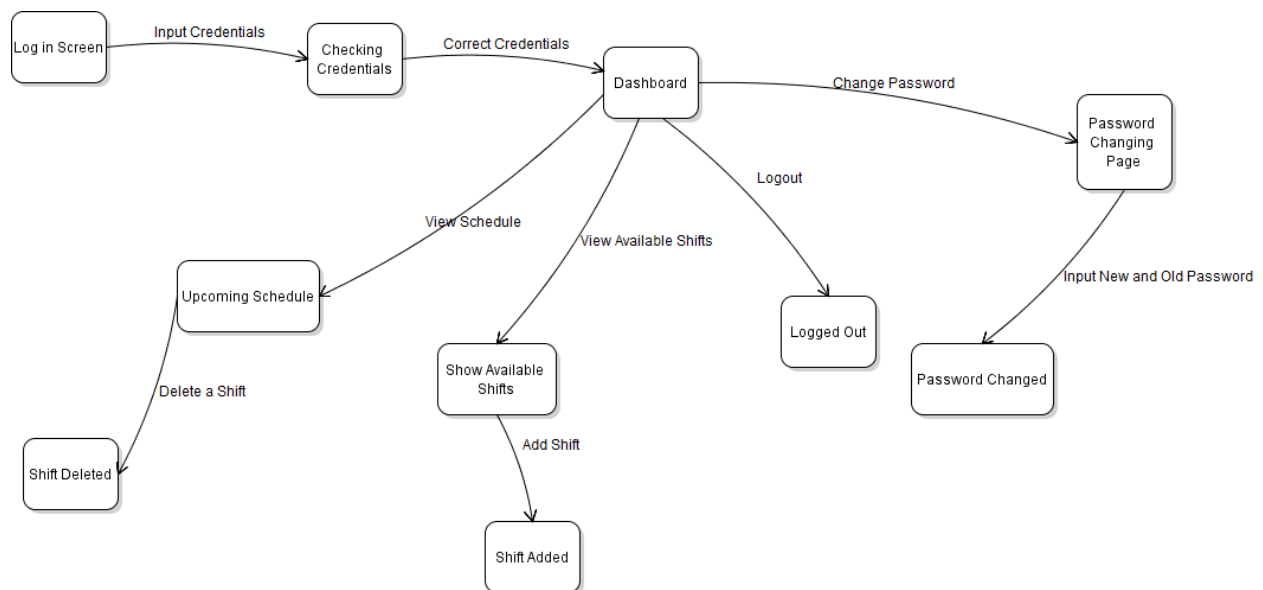 Input Credentials
Log in Screen
Checking
Credentials
Correct Credentials
Dashboard
Change Password
Password
Changing
Page
Logout
View Schedule
View Available Shifts
Upcoming Schedule
Input New and Old Password
Logged Out
Show Available
Shifts
Password Changed
Delete a Shift
Add Shift
Shift Deleted
Shift Added